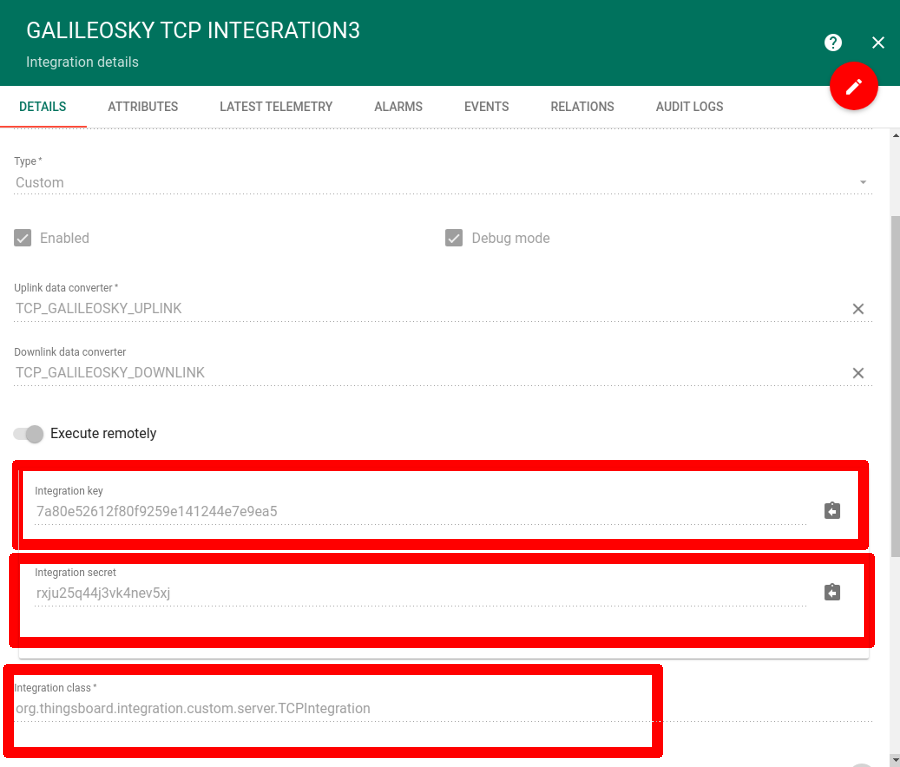 GALILEOSKY TCP INTEGRATION3
Integration details
DETAILS ATTRIBUTES LATEST TELEMETRY ALARMS EVENTS RELATIONS AUDIT LOGS
Type *
Custom
Enabled Debug mode
Uplink data converter *
TCP_GALILEOSKY_UPLINK
Downlink data converter
TCP_GALILEOSKY_DOWNLINK
Execute remotely
Integration key
7a80e52612f80f9259e141244e7e9ea5
Integration secret
rxju25q44j3vk4nev5xj
Integration class *
org.thingsboard.integration.custom.server.TCPIntegration